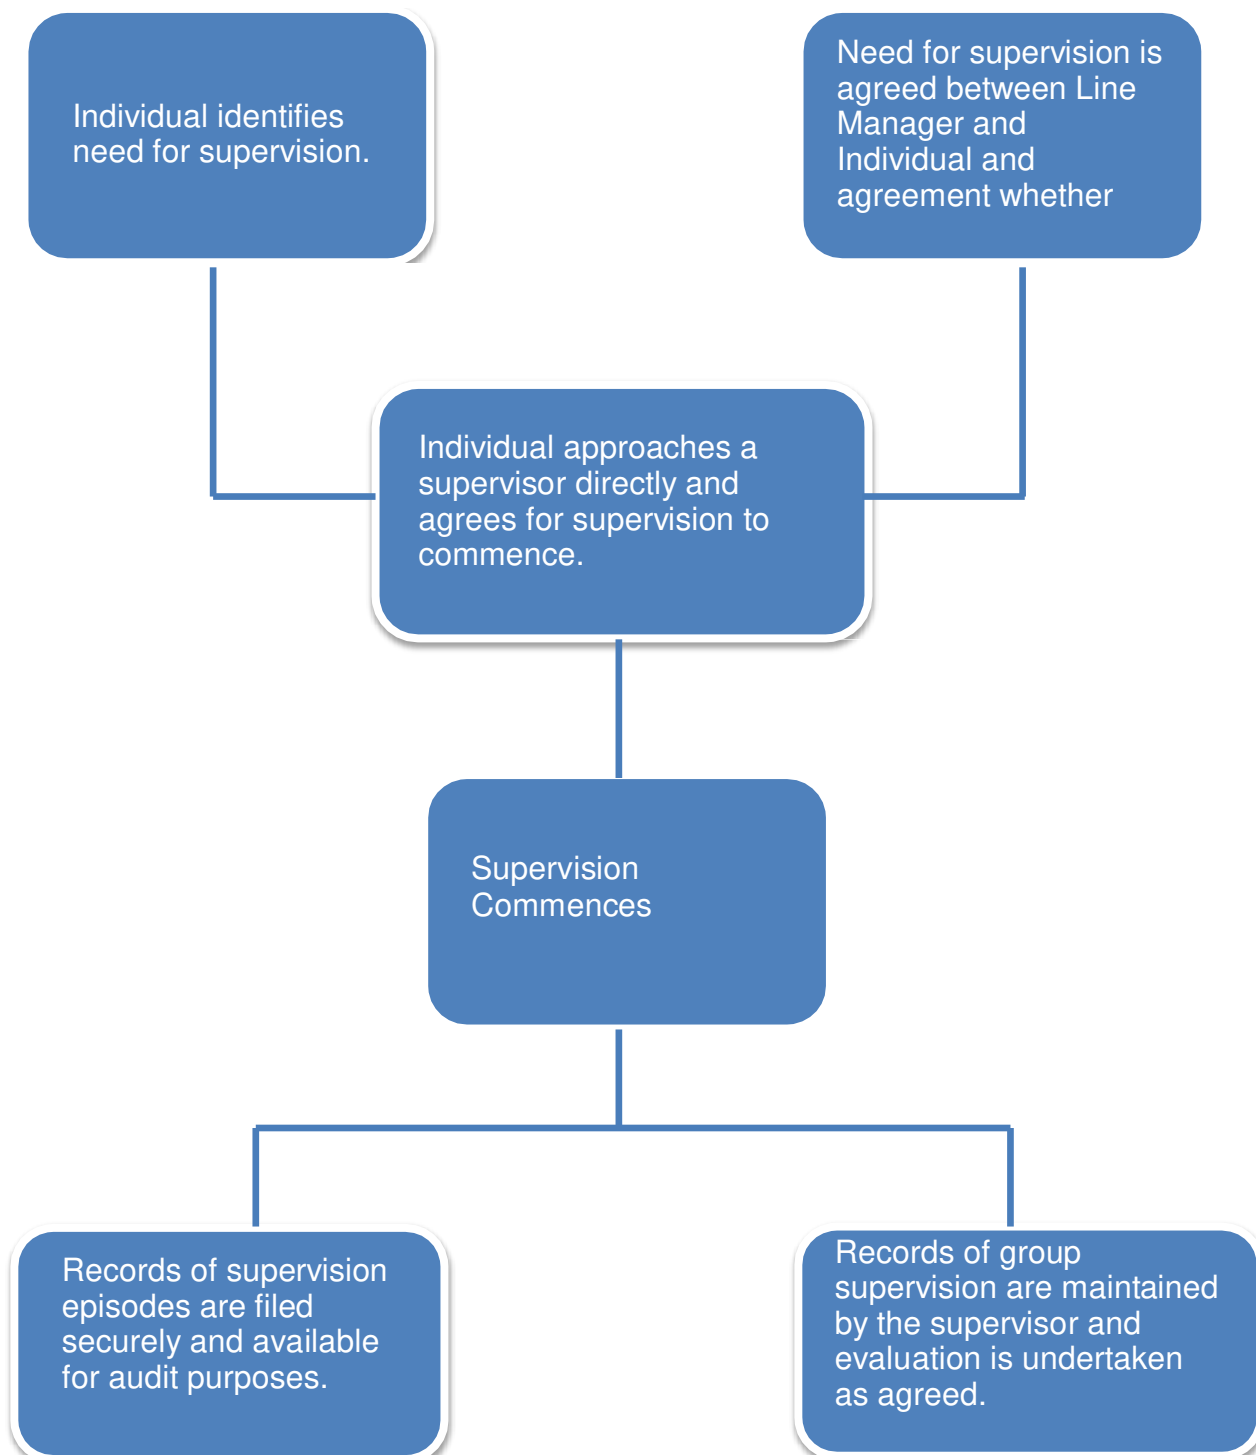 Individual identifies
need for supervision.
Need for supervision is
agreed between Line
Manager and
Individual and
agreement whether
Individual approaches a
supervisor directly and
agrees for supervision to
commence.
Supervision
Commences
Records of supervision
episodes are filed
securely and available
for audit purposes.
Records of group
supervision are maintained
by the supervisor and
evaluation is undertaken
as agreed.